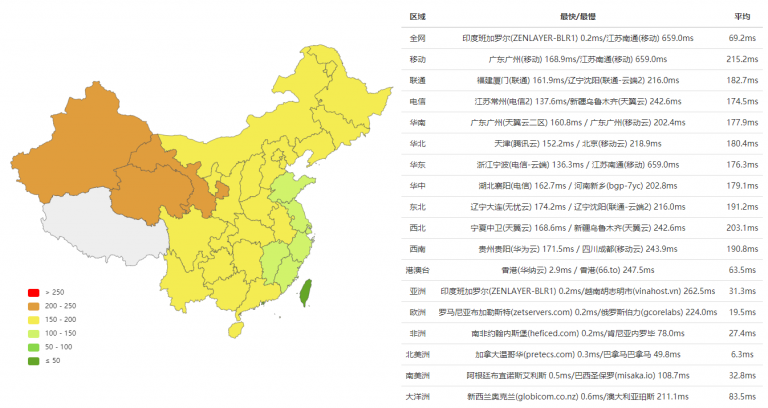 区域 最快/最慢 平均
全网 印度班加罗尔(ZENLAYER-BLR1) 0.2ms/江苏南通(移动) 659.0ms 69.2ms
移动 广东广州(移动) 168.9ms/江苏南通(移动) 659.0ms 215.2ms
联通 福建厦门(联通) 161.9ms/辽宁沈阳(联通-云端2) 216.0ms 182.7ms
电信 江苏常州(电信2) 137.6ms/新疆乌鲁木齐(天翼云) 242.6ms 174.5ms
华南 广东广州(天翼云二区) 160.8ms / 广东广州(移动云) 202.4ms 177.9ms
华北 天津(腾讯云) 152.2ms / 北京(移动云) 218.9ms 180.4ms
华东 浙江宁波(电信-云端) 136.3ms / 江苏南通(移动) 659.0ms 176.3ms
华中 湖北襄阳(电信) 162.7ms / 河南新乡(bgp-7yc) 202.8ms 179.1ms
东北 辽宁大连(无忧云) 174.2ms / 辽宁沈阳(联通-云端2) 216.0ms 191.2ms
西北 宁夏中卫(天翼云) 168.6ms / 新疆乌鲁木齐(天翼云) 242.6ms 203.1ms
西南 贵州贵阳(华为云) 171.5ms / 四川成都(移动云) 243.9ms 190.8ms
港澳台 香港(华纳云) 2.9ms / 香港(66.to) 247.5ms 63.5ms
亚洲 印度班加罗尔(ZENLAYER-BLR1) 0.2ms/越南胡志明市(vinahost.vn) 262.5ms 31.3ms
欧洲 罗马尼亚布加勒斯特(zetservers.com) 0.2ms/俄罗斯伯力(gcorelabs) 224.0ms 19.5ms
非洲 南非约翰内斯堡(heficed.com) 0.2ms/肯尼亚内罗毕 78.0ms 27.4ms
北美洲 加拿大温哥华(pretecs.com) 0.3ms/巴拿马巴拿马 49.8ms 6.3ms
南美洲 阿根廷布宜诺斯艾利斯 0.5ms/巴西圣保罗(misaka.io) 108.7ms 32.8ms
大洋洲 新西兰奥克兰(globicom.co.nz) 0.6ms/澳大利亚珀斯 211.1ms 83.5ms
> 250
200 - 250
150 - 200
100 - 150
50 - 100
≤ 50